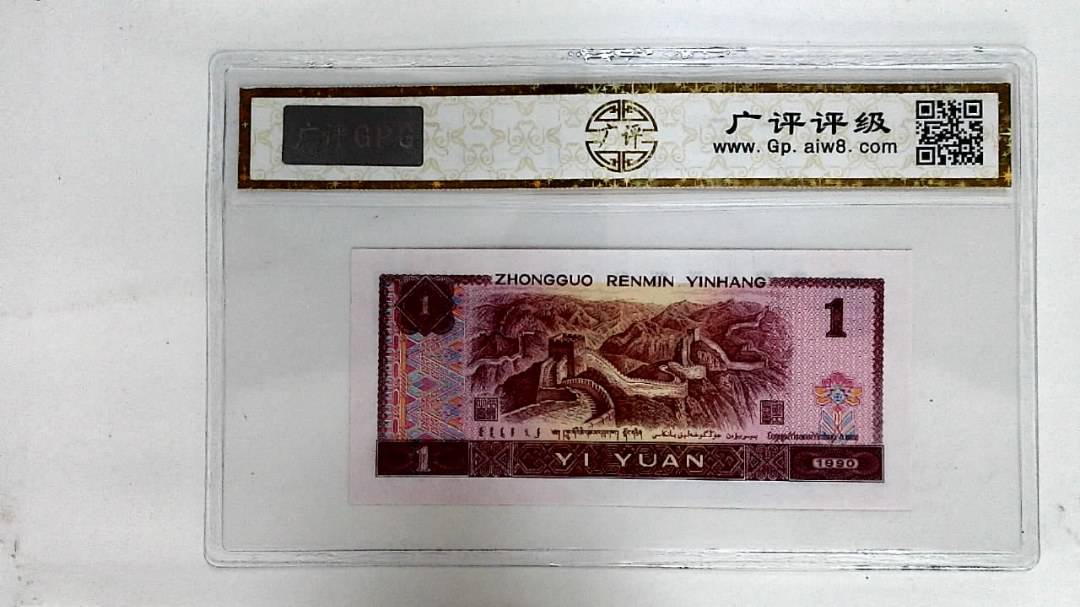 广评GPG
广评
广评评级
www. Gp. aiw8. com
ZHONGGUO RENMIN YINHANG
1
1
1
YI YUAN
1990